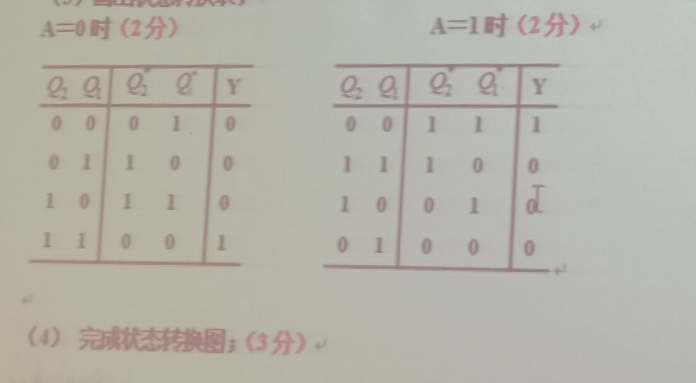 A=0时（2分） A=1时（2分）
Q2 Q1 Q2* Q1* Y Q2 Q1 Q2* Q1* Y
0 0 0 1 0 0 0 1 1 1
0 1 1 0 0 1 1 1 0 0
1 0 1 1 0 1 0 0 1 0
1 1 0 0 1 0 1 0 0 0
（4） 完成状态转换图；（3分）